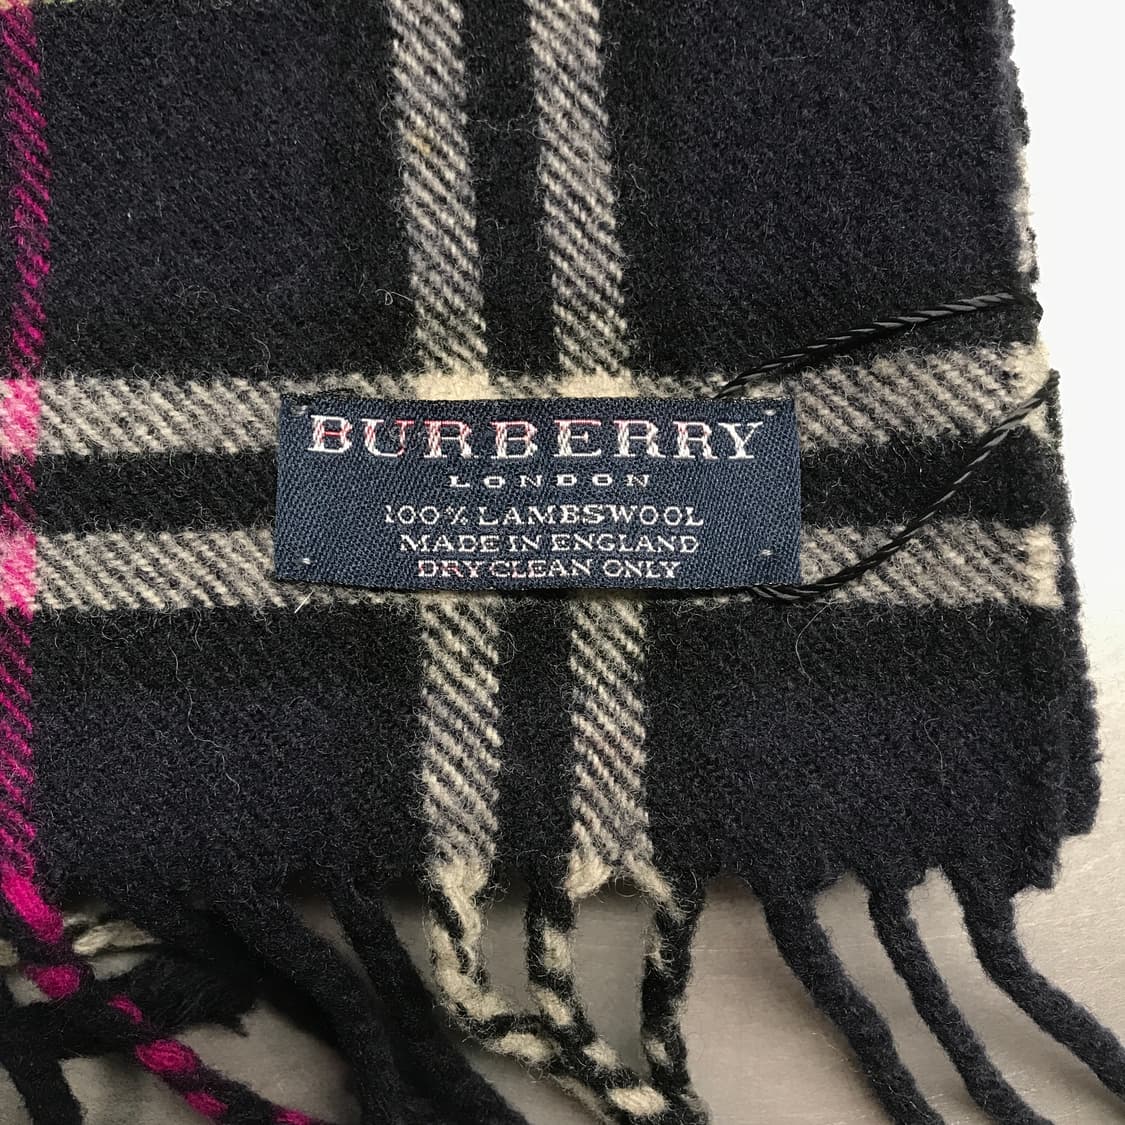 BURBERRY
LONDON
100% LAMBSWOOL
MADE IN ENGLAND
DRY CLEAN ONLY